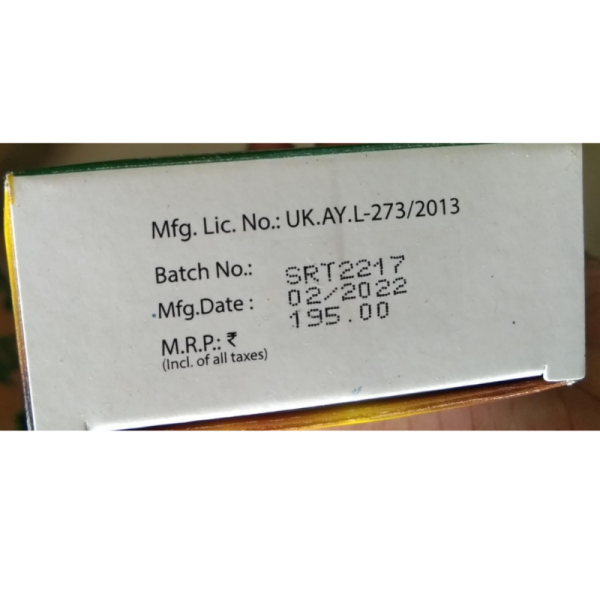 Mfg. Lic. No.: UK.AY.L-273/2013
Batch No.: SRT2217
Mfg.Date : 02/2022
M.R.P.: ₹ 195.00
(Incl. of all taxes)